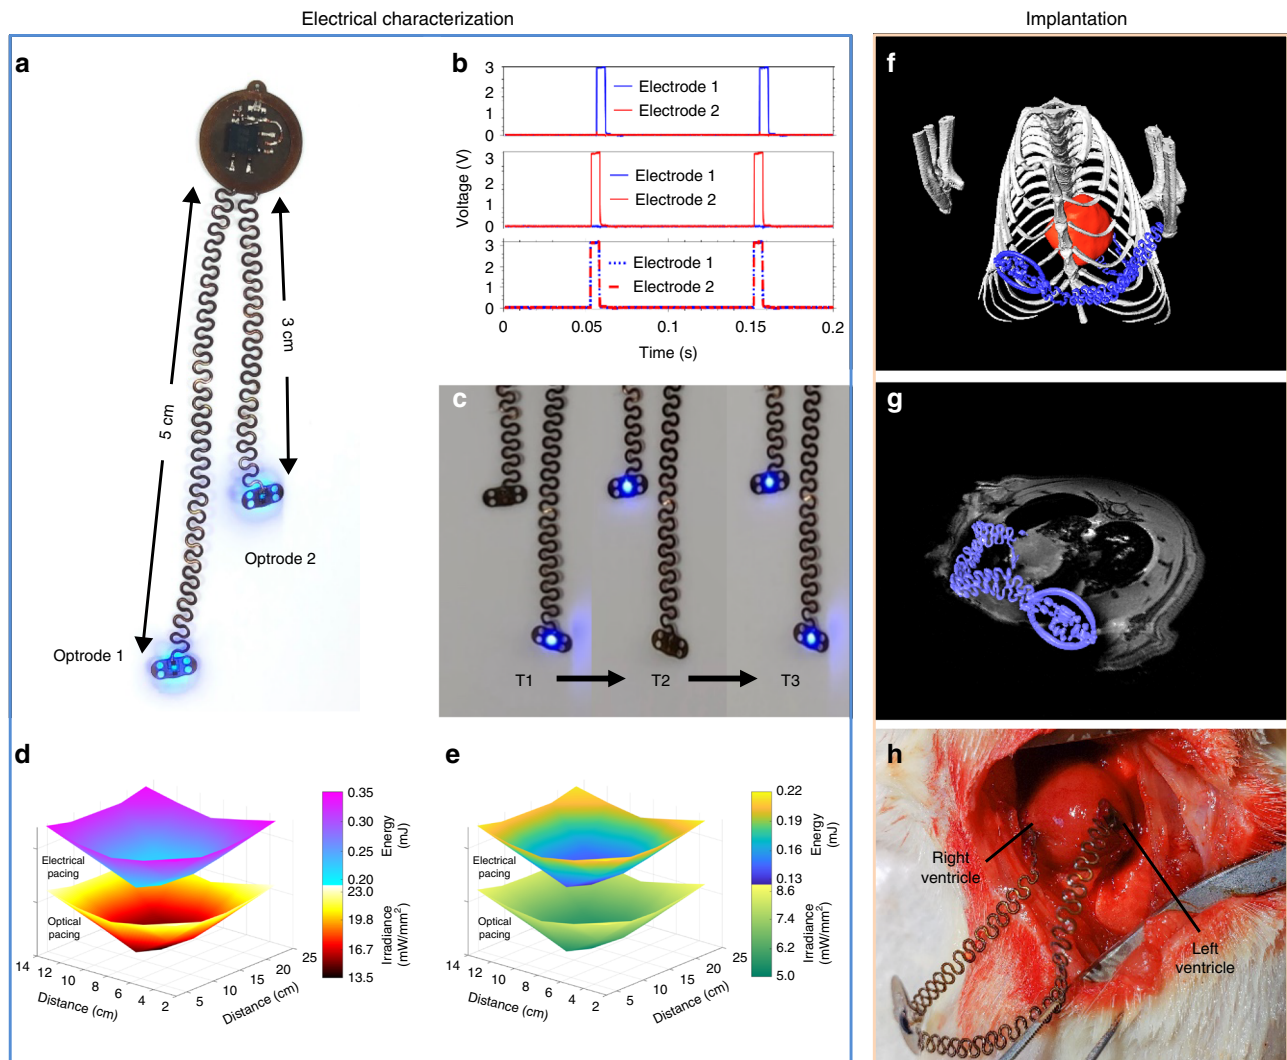 Electrical characterization
Implantation
a
5 cm
3 cm
Optrode 1
Optrode 2
b
Voltage (V)
3
2
1
0
Electrode 1
Electrode 2
3
2
1
0
Electrode 1
Electrode 2
3
2
1
0
Electrode 1
Electrode 2
0
0.05
0.1
0.15
0.2
Time (s)
c
T1
T2
T3
d
Electrical
pacing
Optical
pacing
14
12
10
8
6
4
2
Distance (cm)
5
10
15
20
25
Distance (cm)
0.35
0.30
0.25
0.20
Energy
(mJ)
23.0
19.8
16.7
13.5
Irradiance
(mW/mm²)
e
Electrical
pacing
Optical
pacing
14
12
10
8
6
4
2
Distance (cm)
5
10
15
20
25
Distance (cm)
0.22
0.19
0.16
0.13
Energy
(mJ)
8.6
7.4
6.2
5.0
Irradiance
(mW/mm²)
f
g
h
Right
ventricle
Left
ventricle